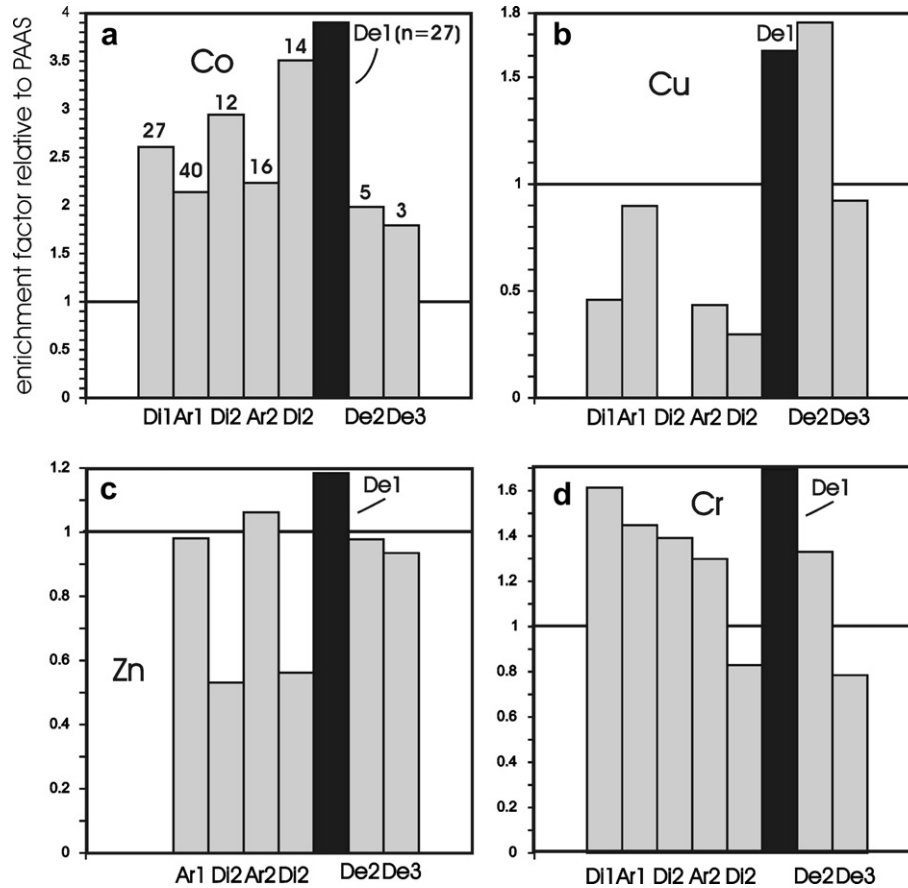 enrichment factor relative to PAAS
a
Co
De1 (n=27)
4
3.5
3
2.5
2
1.5
1
0.5
0
27
40
12
16
14
5
3
Di1 Ar1 Di2 Ar2 Di2 De2 De3
b
Cu
De1
1.8
1.5
1
0.5
0
Di1 Ar1 Di2 Ar2 Di2 De2 De3
c
Zn
De1
1.2
1
0.8
0.6
0.4
0.2
0
Ar1 Di2 Ar2 Di2 De2 De3
d
Cr
De1
1.6
1.4
1.2
1
0.8
0.6
0.4
0.2
0
Di1 Ar1 Di2 Ar2 Di2 De2 De3